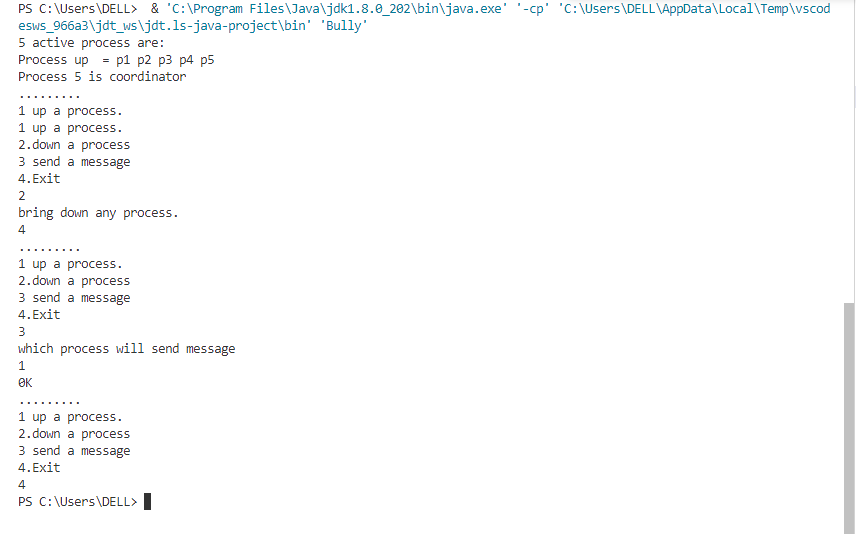 PS C:\Users\DELL>  & 'C:\Program Files\Java\jdk1.8.0_202\bin\java.exe' '-cp' 'C:\Users\DELL\AppData\Local\Temp\vscod
esws_966a3\jdt_ws\jdt.ls-java-project\bin' 'Bully'
5 active process are:
Process up  = p1 p2 p3 p4 p5
Process 5 is coordinator
.........
1 up a process.
1 up a process.
2.down a process
3 send a message
4.Exit
2
bring down any process.
4
.........
1 up a process.
2.down a process
3 send a message
4.Exit
3
which process will send message
1
0K
.........
1 up a process.
2.down a process
3 send a message
4.Exit
4
PS C:\Users\DELL>